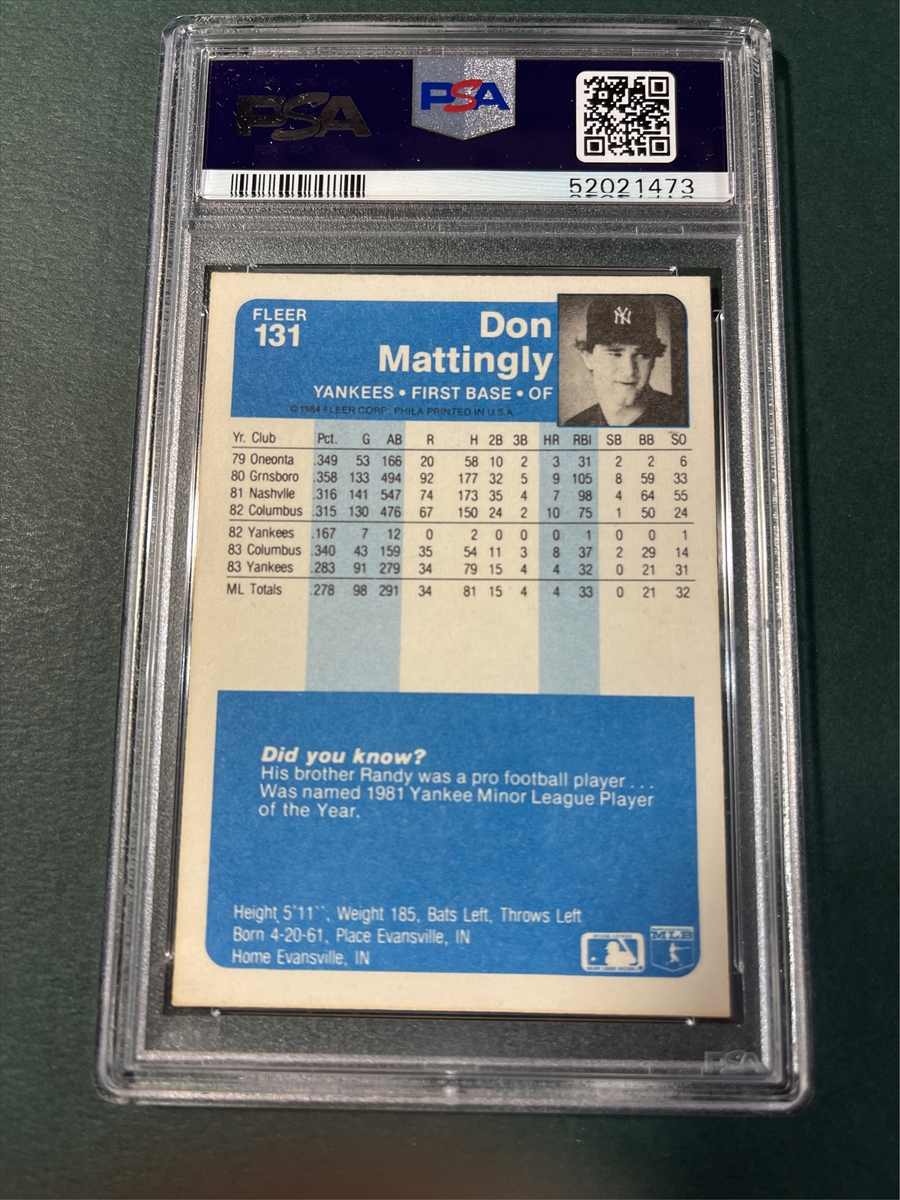 PSA
PSA
52021473
FLEER
131
Don
Mattingly
YANKEES • FIRST BASE • OF
© 1984 FLEER CORP., PHILA PRINTED IN U.S.A.
Yr. Club Pct. G AB R H 2B 3B HR RBI SB BB SO
79 Oneonta .349 53 166 20 58 10 2 3 31 2 2 6
80 Grnsboro .358 133 494 92 177 32 5 9 105 8 59 33
81 Nashvlle .316 141 547 74 173 35 4 7 98 4 64 55
82 Columbus .315 130 476 67 150 24 2 10 75 1 50 24
82 Yankees .167 7 12 0 2 0 0 0 1 0 0 1
83 Columbus .340 43 159 35 54 11 3 8 37 2 29 14
83 Yankees .283 91 279 34 79 15 4 4 32 0 21 31
ML Totals .278 98 291 34 81 15 4 4 33 0 21 32
Did you know?
His brother Randy was a pro football player . . .
Was named 1981 Yankee Minor League Player
of the Year.
Height 5'11'', Weight 185, Bats Left, Throws Left
Born 4-20-61, Place Evansville, IN
Home Evansville, IN
MLB
PSA